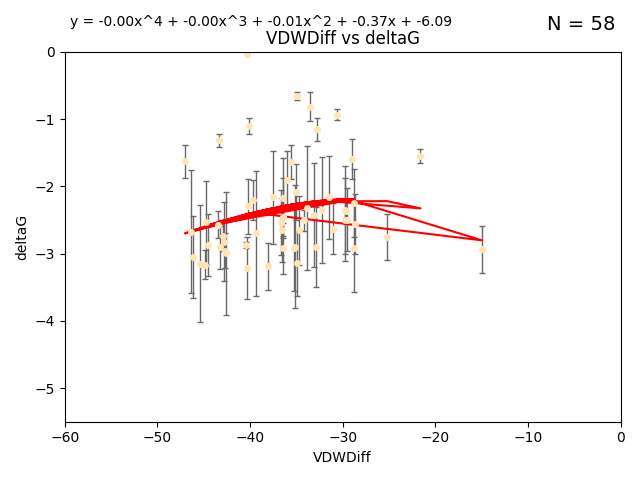 y = -0.00x^4 + -0.00x^3 + -0.01x^2 + -0.37x + -6.09
N = 58
VDWDiff vs deltaG
0
−1
−2
−3
−4
−5
deltaG
−60
−50
−40
−30
−20
−10
0
VDWDiff